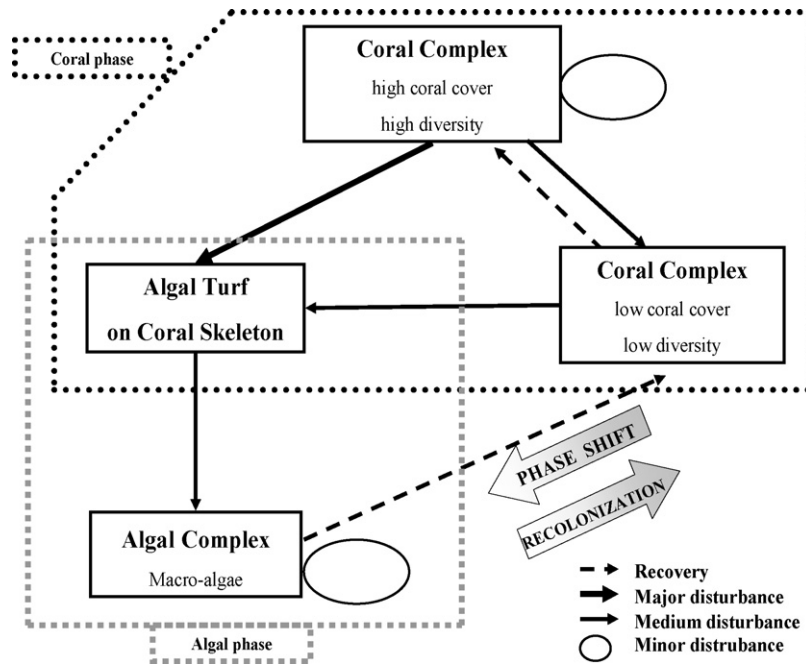 Coral phase
Coral Complex
high coral cover
high diversity
Algal Turf
on Coral Skeleton
Coral Complex
low coral cover
low diversity
PHASE SHIFT
RECOLONIZATION
Algal Complex
Macro-algae
Algal phase
Recovery
Major disturbance
Medium disturbance
Minor distrubance